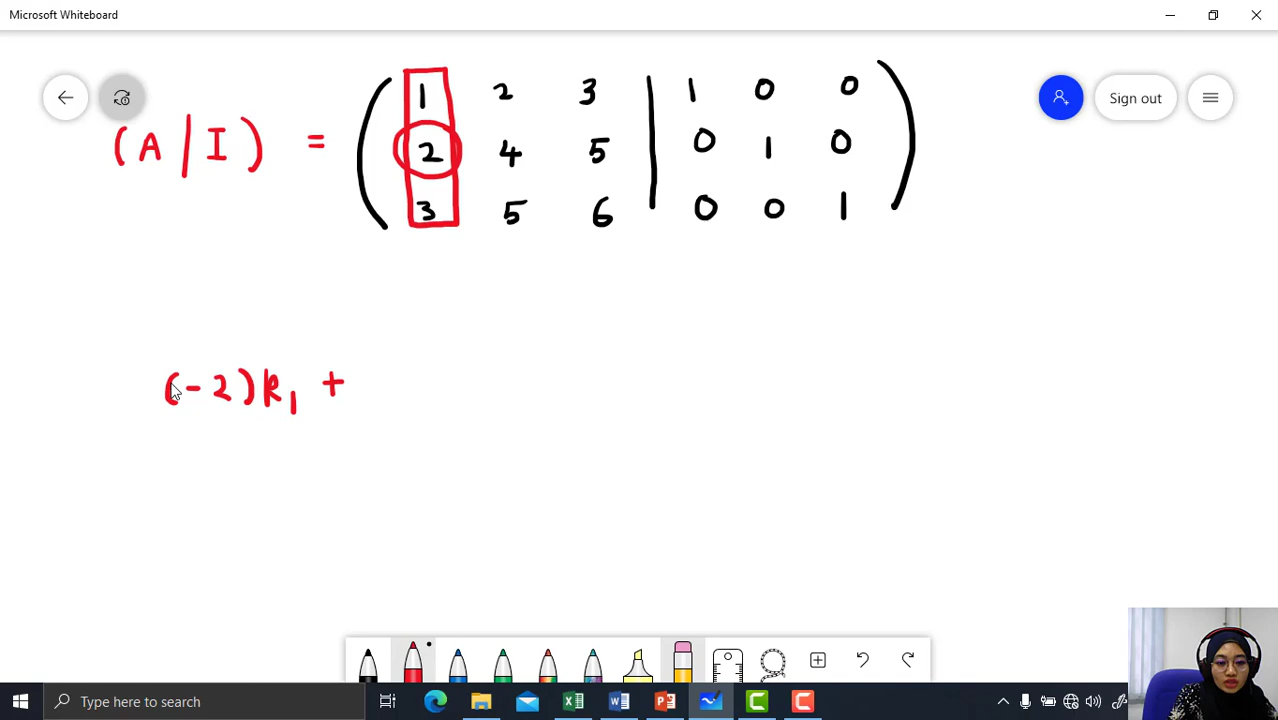 Microsoft Whiteboard
Sign out
1 2 3 | 1 0 0
(A | I) = 2 4 5 | 0 1 0
3 5 6 | 0 0 1
(-2)R₁ +
Type here to search